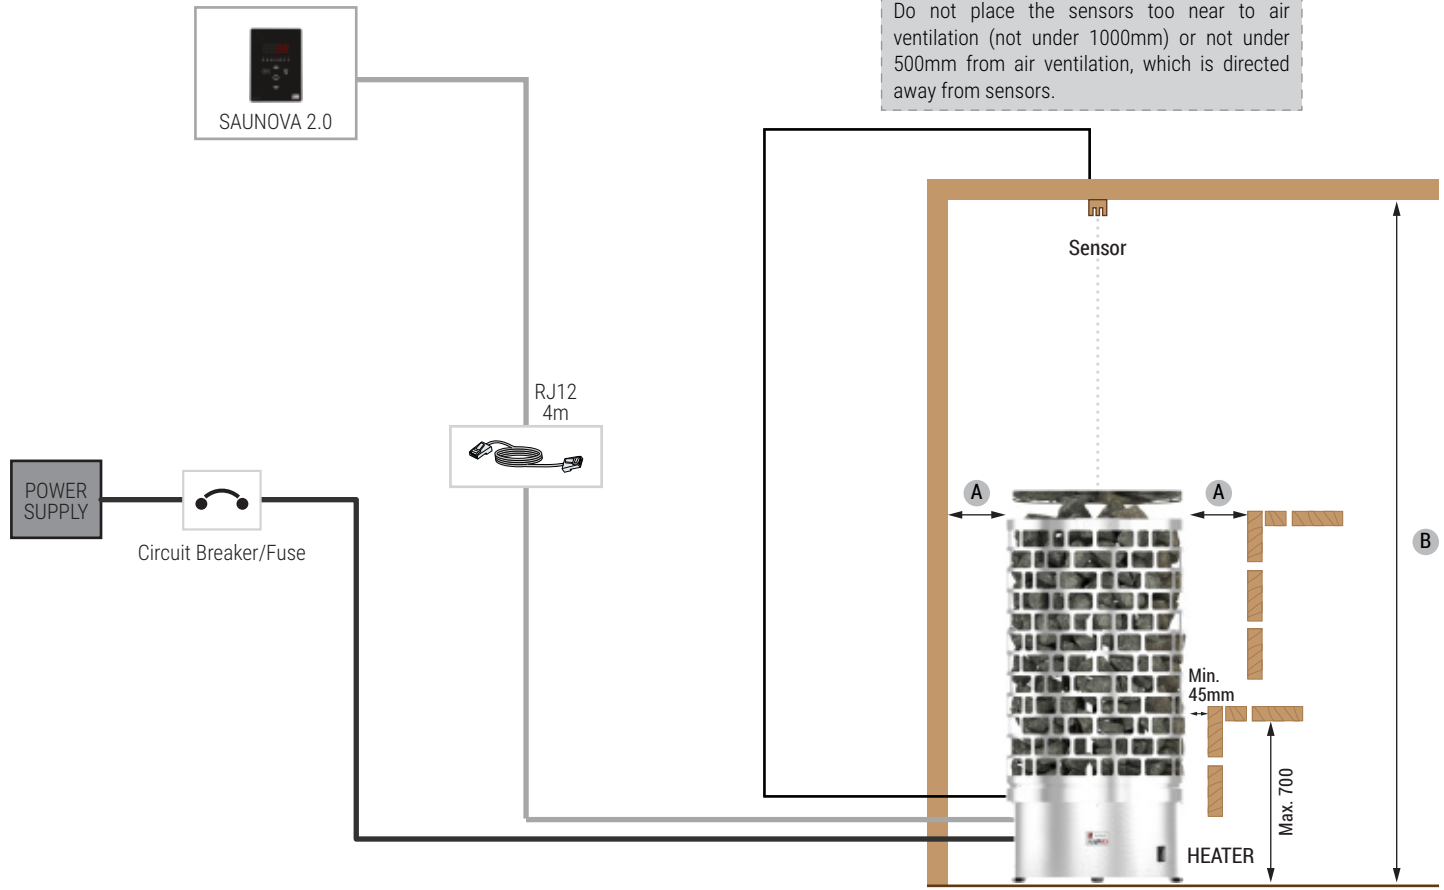 Do not place the sensors too near to air
ventilation (not under 1000mm) or not under
500mm from air ventilation, which is directed
away from sensors.
SAUNOVA 2.0
Sensor
RJ12
4m
POWER
SUPPLY
Circuit Breaker/Fuse
A
A
B
Min.
45mm
Max. 700
HEATER